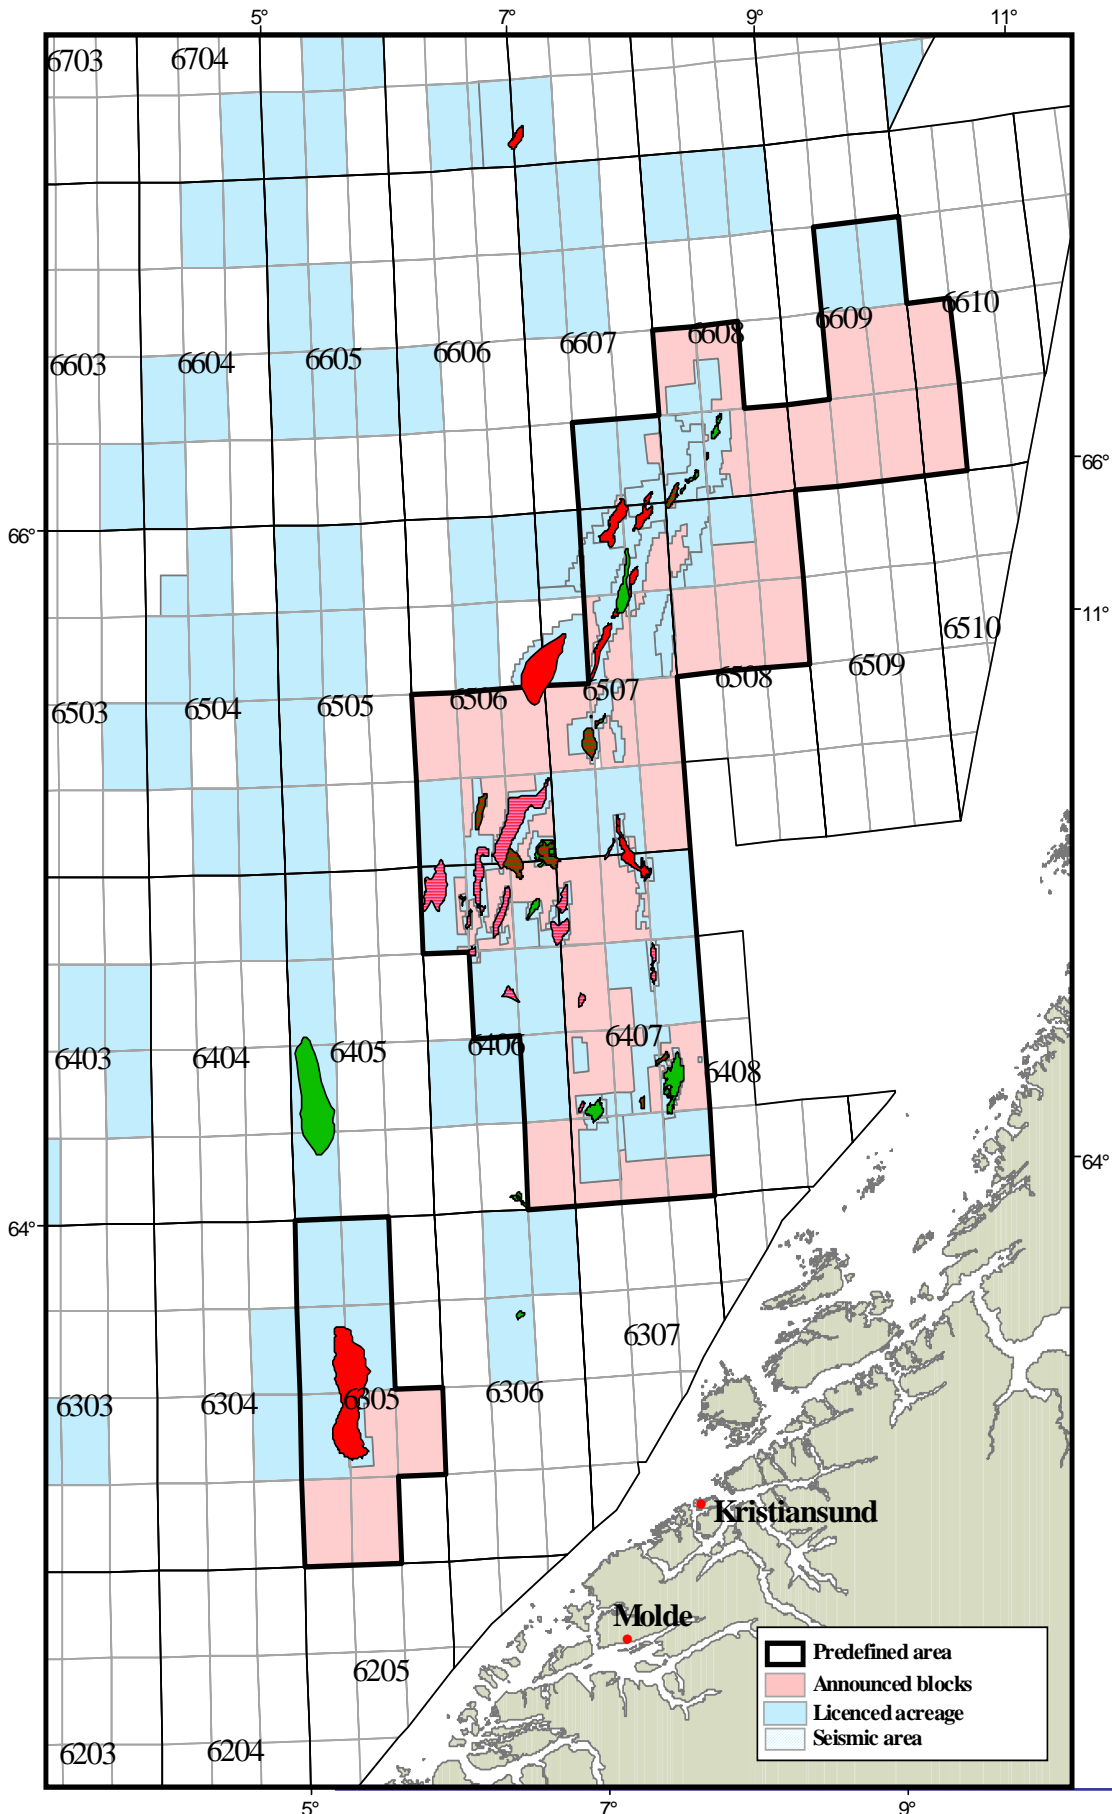 5° 7° 9° 11°
6703 6704
6610
6609
6608
6603 6604 6605 6606 6607
66°
66°
11°
6510
6509
6508
6503 6504 6505 6506 6507
6403 6404 6405 6406 6407
6408
64°
64°
6307
6303 6304 6305 6306
Kristiansund
Molde
6205
6203 6204
Predefined area
Announced blocks
Licenced acreage
Seismic area
5° 7° 9°